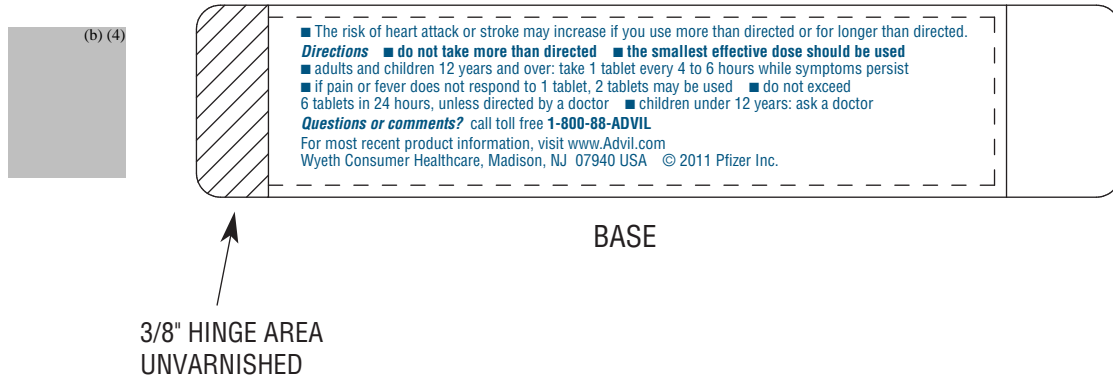 (b) (4)
■ The risk of heart attack or stroke may increase if you use more than directed or for longer than directed.
Directions ■ do not take more than directed ■ the smallest effective dose should be used
■ adults and children 12 years and over: take 1 tablet every 4 to 6 hours while symptoms persist
■ if pain or fever does not respond to 1 tablet, 2 tablets may be used ■ do not exceed
6 tablets in 24 hours, unless directed by a doctor ■ children under 12 years: ask a doctor
Questions or comments? call toll free 1-800-88-ADVIL
For most recent product information, visit www.Advil.com
Wyeth Consumer Healthcare, Madison, NJ 07940 USA © 2011 Pfizer Inc.
BASE
3/8" HINGE AREA
UNVARNISHED